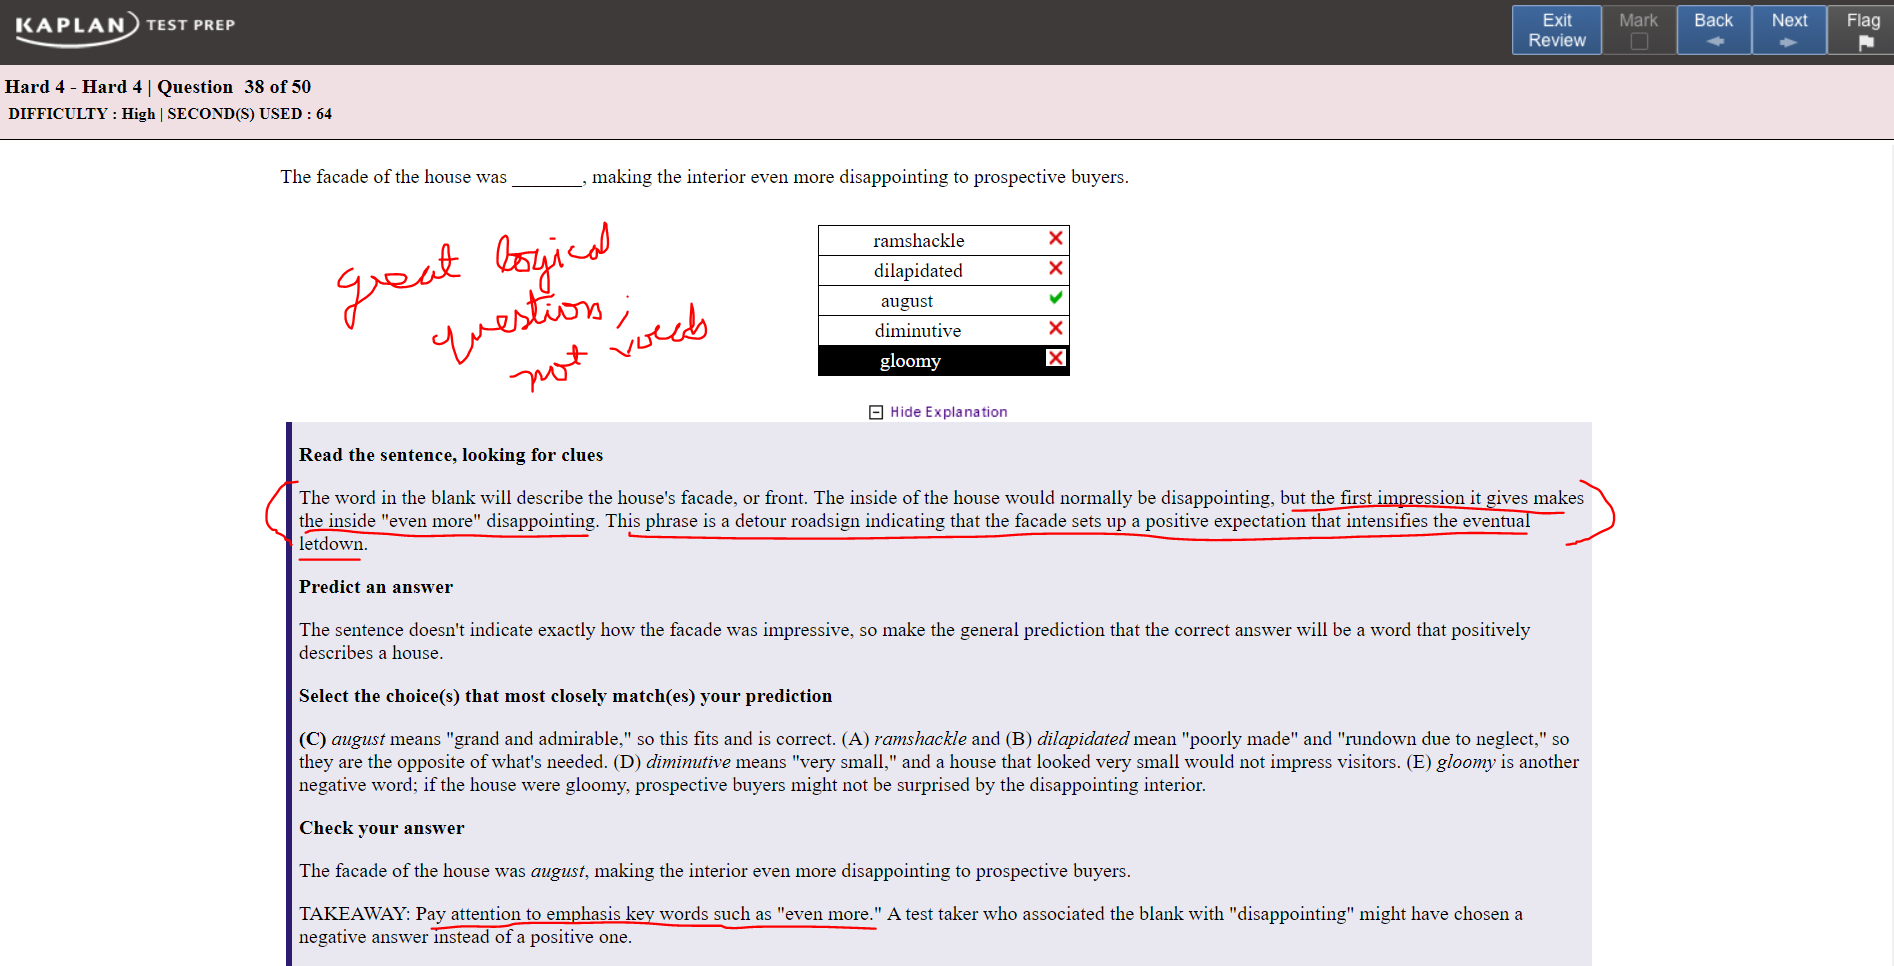 KAPLAN TEST PREP
Exit Review
Mark
Back
Next
Flag
Hard 4 - Hard 4 | Question 38 of 50
DIFFICULTY : High | SECOND(S) USED : 64
The facade of the house was _______, making the interior even more disappointing to prospective buyers.
great logical
question;
not words
ramshackle
dilapidated
august
diminutive
gloomy
Hide Explanation
Read the sentence, looking for clues
The word in the blank will describe the house's facade, or front. The inside of the house would normally be disappointing, but the first impression it gives makes
the inside "even more" disappointing. This phrase is a detour roadsign indicating that the facade sets up a positive expectation that intensifies the eventual
letdown.
Predict an answer
The sentence doesn't indicate exactly how the facade was impressive, so make the general prediction that the correct answer will be a word that positively
describes a house.
Select the choice(s) that most closely match(es) your prediction
(C) august means "grand and admirable," so this fits and is correct. (A) ramshackle and (B) dilapidated mean "poorly made" and "rundown due to neglect," so
they are the opposite of what's needed. (D) diminutive means "very small," and a house that looked very small would not impress visitors. (E) gloomy is another
negative word; if the house were gloomy, prospective buyers might not be surprised by the disappointing interior.
Check your answer
The facade of the house was august, making the interior even more disappointing to prospective buyers.
TAKEAWAY: Pay attention to emphasis key words such as "even more." A test taker who associated the blank with "disappointing" might have chosen a
negative answer instead of a positive one.